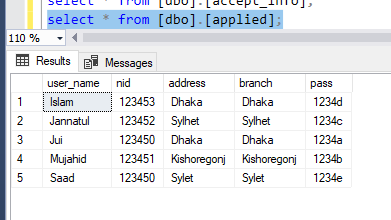 select * from [dbo].[accept_info];
select * from [dbo].[applied];
110 %
Results Messages
user_name nid address branch pass
1 Islam 123453 Dhaka Dhaka 1234d
2 Jannatul 123452 Sylhet Sylhet 1234c
3 Jui 123450 Dhaka Dhaka 1234a
4 Mujahid 123451 Kishoregonj Kishoregonj 1234b
5 Saad 123450 Sylet Sylet 1234e